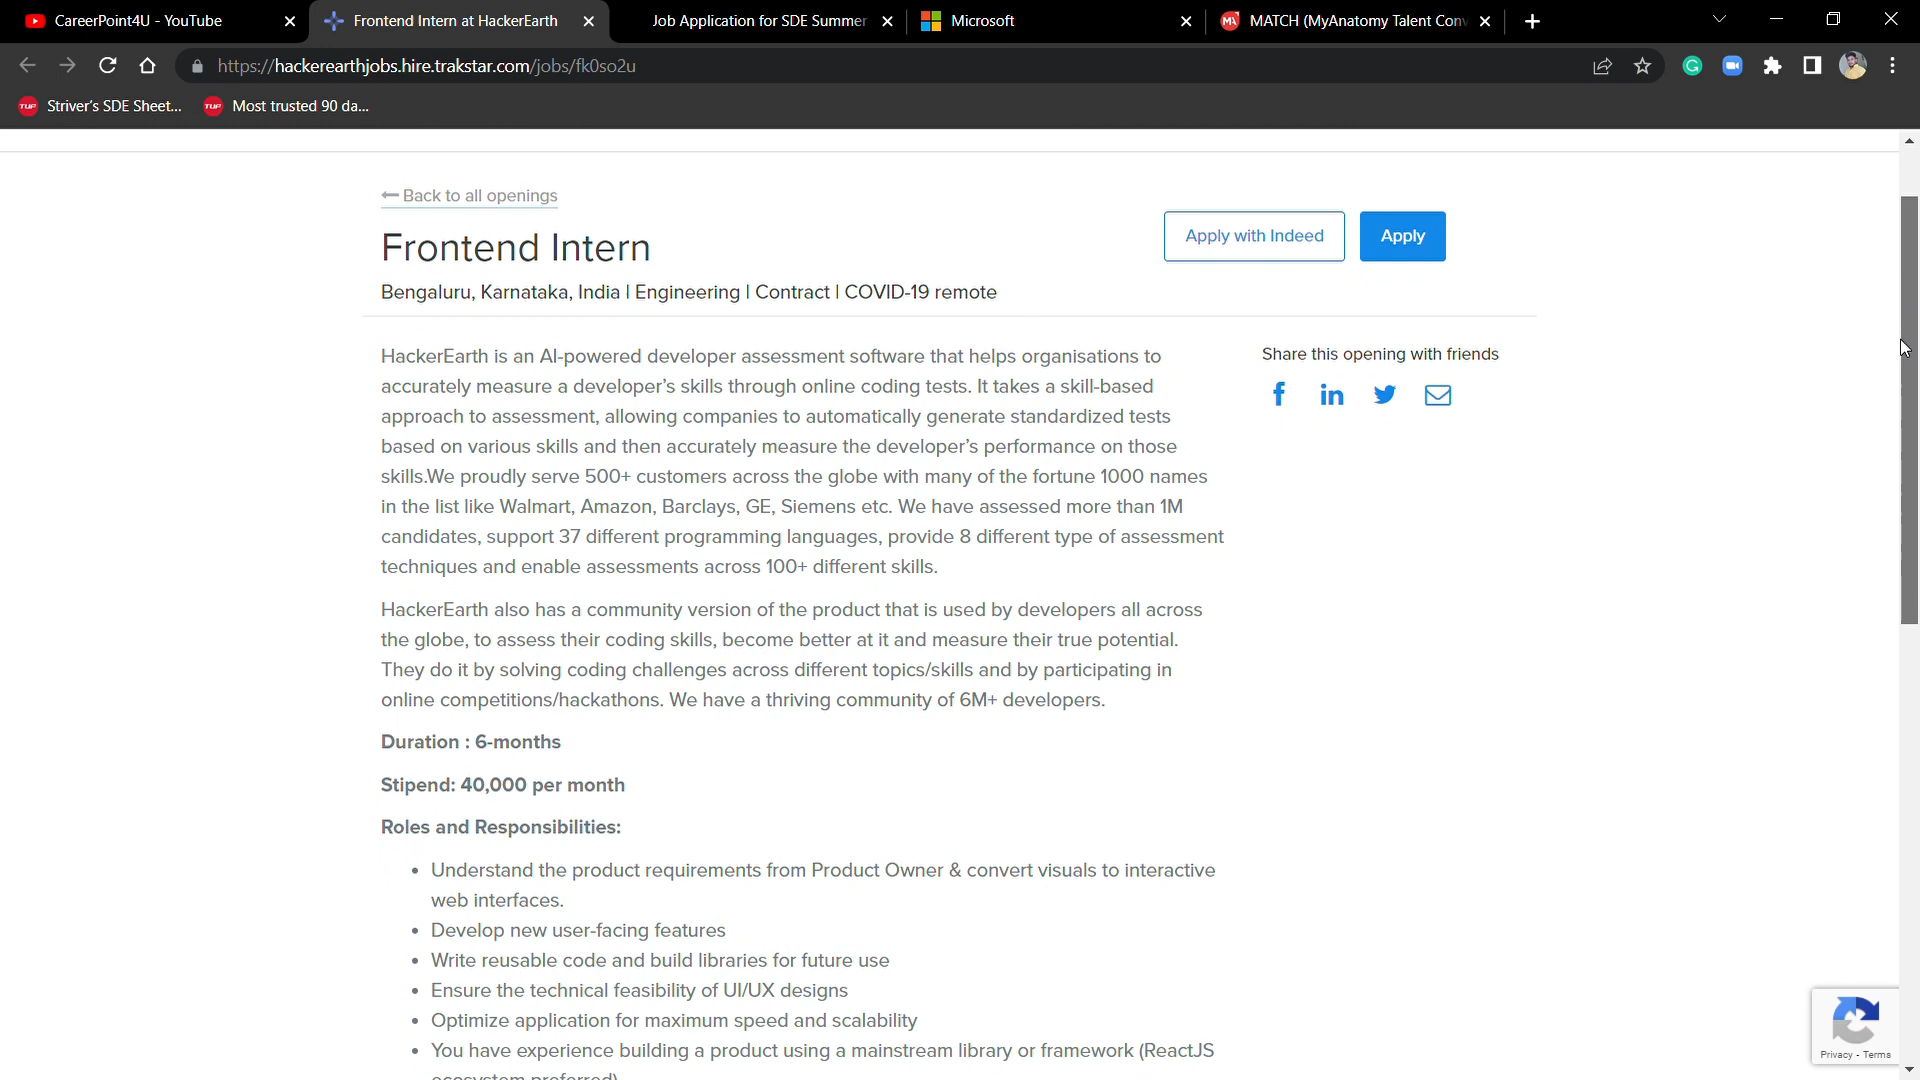 CareerPoint4U - YouTube
Frontend Intern at HackerEarth
Job Application for SDE Summer
Microsoft
MATCH (MyAnatomy Talent Conv
https://hackerearthjobs.hire.trakstar.com/jobs/fk0so2u
TUF Striver's SDE Sheet...
TUF Most trusted 90 da...
Back to all openings
Frontend Intern
Apply with Indeed
Apply
Bengaluru, Karnataka, India | Engineering | Contract | COVID-19 remote
HackerEarth is an AI-powered developer assessment software that helps organisations to
accurately measure a developer's skills through online coding tests. It takes a skill-based
approach to assessment, allowing companies to automatically generate standardized tests
based on various skills and then accurately measure the developer's performance on those
skills.We proudly serve 500+ customers across the globe with many of the fortune 1000 names
in the list like Walmart, Amazon, Barclays, GE, Siemens etc. We have assessed more than 1M
candidates, support 37 different programming languages, provide 8 different type of assessment
techniques and enable assessments across 100+ different skills.
Share this opening with friends
HackerEarth also has a community version of the product that is used by developers all across
the globe, to assess their coding skills, become better at it and measure their true potential.
They do it by solving coding challenges across different topics/skills and by participating in
online competitions/hackathons. We have a thriving community of 6M+ developers.
Duration : 6-months
Stipend: 40,000 per month
Roles and Responsibilities:
• Understand the product requirements from Product Owner & convert visuals to interactive
web interfaces.
• Develop new user-facing features
• Write reusable code and build libraries for future use
• Ensure the technical feasibility of UI/UX designs
• Optimize application for maximum speed and scalability
• You have experience building a product using a mainstream library or framework (ReactJS
ecosystem preferred)
Privacy - Terms